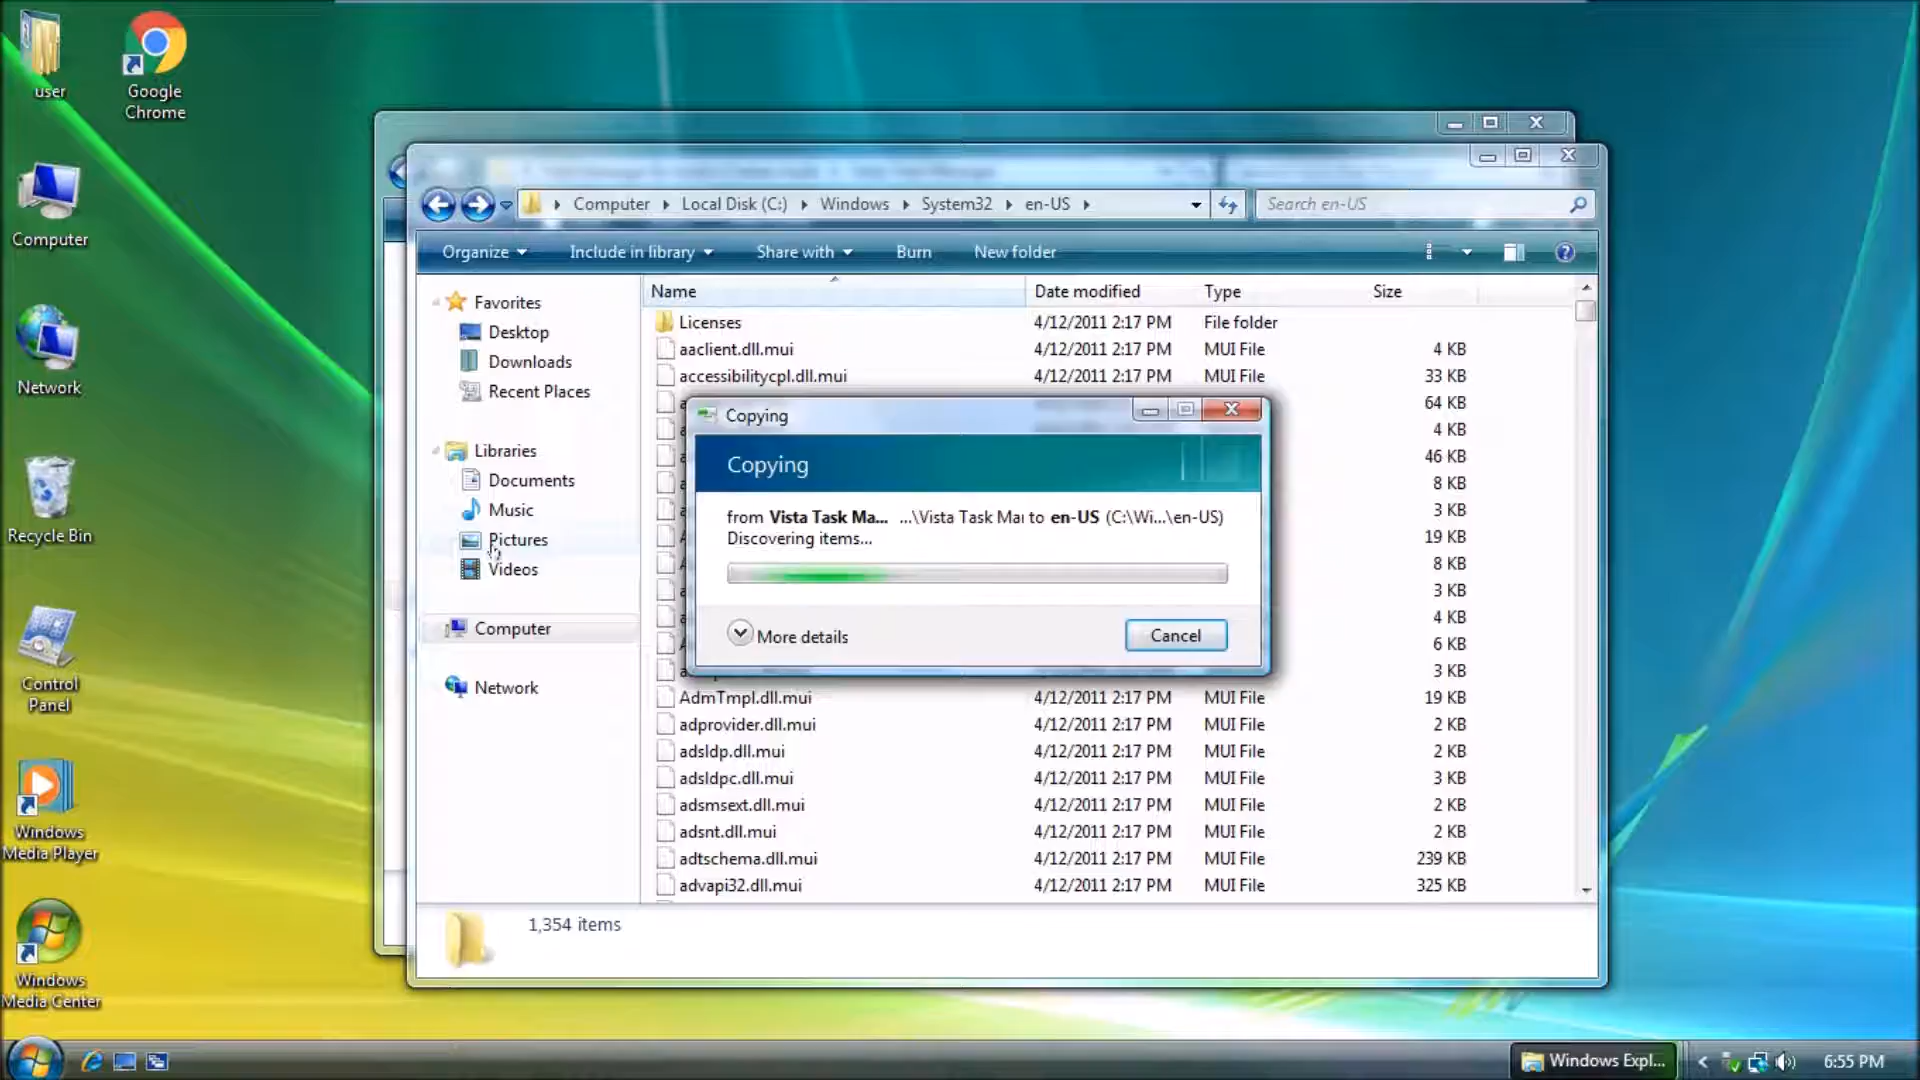 user
Google
Chrome
Computer
Network
Recycle Bin
Control
Panel
Windows
Media Player
Windows
Media Center
Computer Local Disk (C:) Windows System32 en-US
Search en-US
Organize Include in library Share with Burn New folder
Favorites
Desktop
Downloads
Recent Places
Libraries
Documents
Music
Pictures
Videos
Computer
Network
Name Date modified Type Size
Licenses 4/12/2011 2:17 PM File folder
aaclient.dll.mui 4/12/2011 2:17 PM MUI File 4 KB
accessibilitycpl.dll.mui 4/12/2011 2:17 PM MUI File 33 KB
64 KB
4 KB
46 KB
8 KB
3 KB
19 KB
8 KB
3 KB
4 KB
6 KB
3 KB
Copying
Copying
from Vista Task Ma... ...\Vista Task Mar to en-US (C:\Wi...\en-US)
Discovering items...
More details
Cancel
AdmTmpl.dll.mui 4/12/2011 2:17 PM MUI File 19 KB
adprovider.dll.mui 4/12/2011 2:17 PM MUI File 2 KB
adsldp.dll.mui 4/12/2011 2:17 PM MUI File 2 KB
adsldpc.dll.mui 4/12/2011 2:17 PM MUI File 3 KB
adsmsext.dll.mui 4/12/2011 2:17 PM MUI File 2 KB
adsnt.dll.mui 4/12/2011 2:17 PM MUI File 2 KB
adtschema.dll.mui 4/12/2011 2:17 PM MUI File 239 KB
advapi32.dll.mui 4/12/2011 2:17 PM MUI File 325 KB
1,354 items
Windows Expl...
6:55 PM